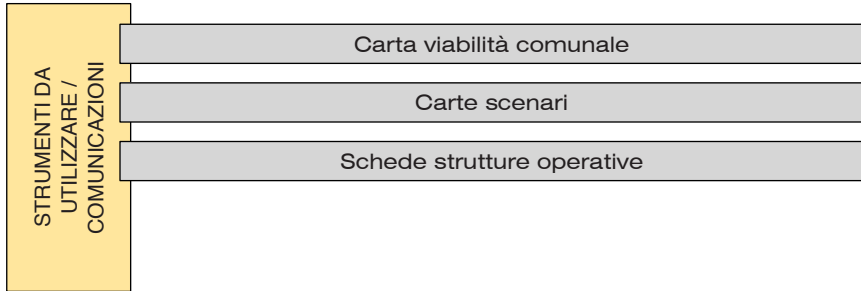 STRUMENTI DA
UTILIZZARE /
COMUNICAZIONI
Carta viabilità comunale
Carte scenari
Schede strutture operative